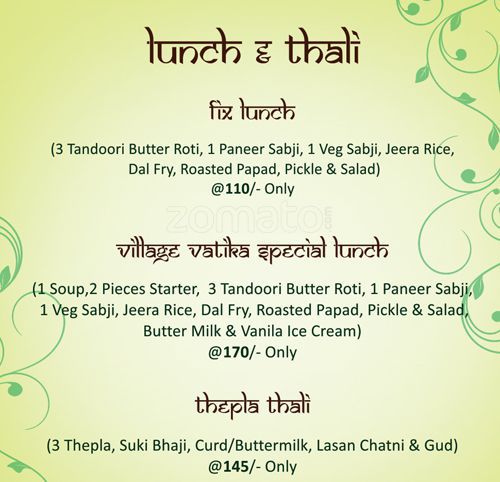 Lunch & Thali
Fix Lunch
(3 Tandoori Butter Roti, 1 Paneer Sabji, 1 Veg Sabji, Jeera Rice,
Dal Fry, Roasted Papad, Pickle & Salad)
@110/- Only
zomato.com
Village Vatika Special Lunch
(1 Soup,2 Pieces Starter, 3 Tandoori Butter Roti, 1 Paneer Sabji,
1 Veg Sabji, Jeera Rice, Dal Fry, Roasted Papad, Pickle & Salad,
Butter Milk & Vanila Ice Cream)
@170/- Only
Thepla Thali
(3 Thepla, Suki Bhaji, Curd/Buttermilk, Lasan Chatni & Gud)
@145/- Only